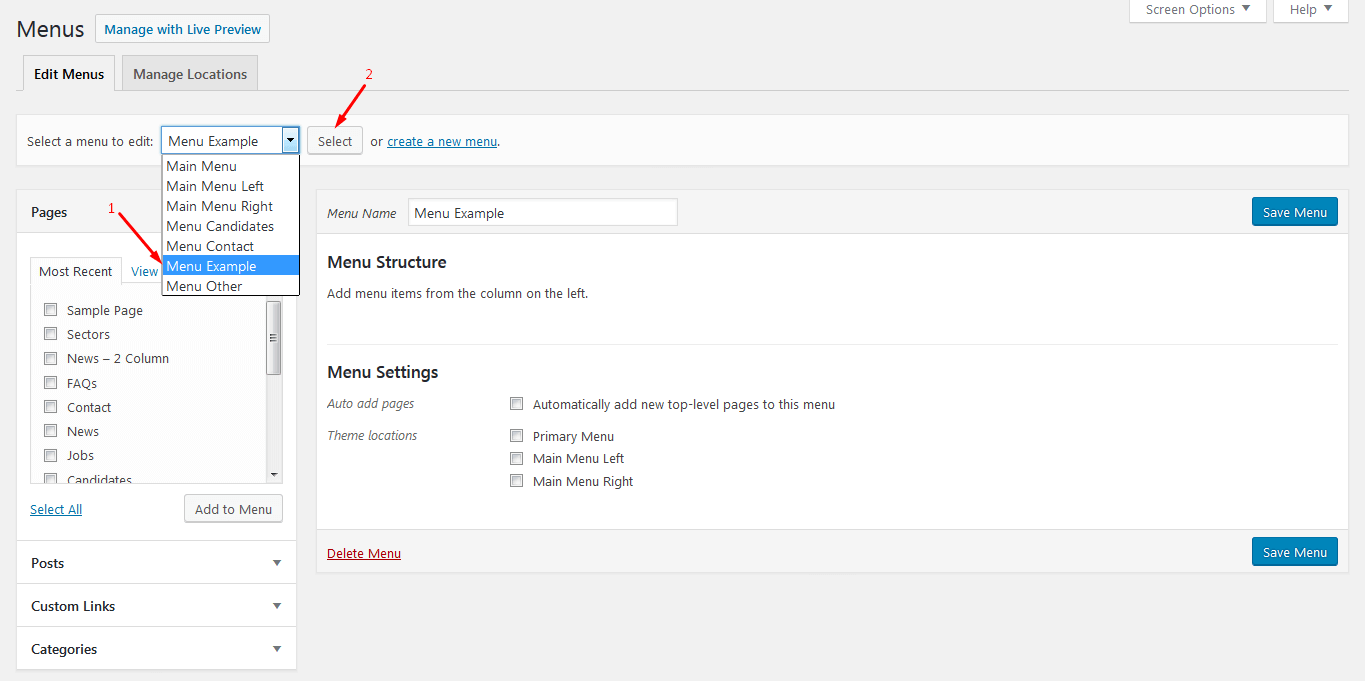 Screen Options ▼ Help ▼
Menus Manage with Live Preview
Edit Menus Manage Locations
2
Select a menu to edit: Menu Example Select or create a new menu.
Main Menu
Main Menu Left
Main Menu Right
Menu Candidates
Menu Contact
Menu Example
Menu Other
1
Pages
Most Recent View
Sample Page
Sectors
News – 2 Column
FAQs
Contact
News
Jobs
Candidates
Select All Add to Menu
Posts
Custom Links
Categories
Menu Name Menu Example Save Menu
Menu Structure
Add menu items from the column on the left.
Menu Settings
Auto add pages Automatically add new top-level pages to this menu
Theme locations Primary Menu
Main Menu Left
Main Menu Right
Delete Menu Save Menu